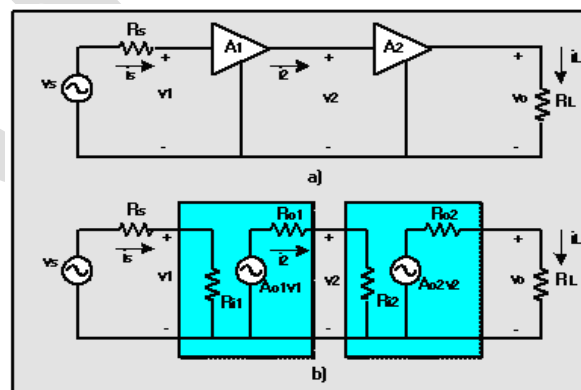 Rs A1 A2
is + i2 + + iL
vs v1 v2 vo RL
- - -
a)
Rs Ro1 Ro2
is + i2 + + iL
vs v1 Ri1 Ao1v1 v2 Ri2 Ao2v2 vo RL
- - -
b)